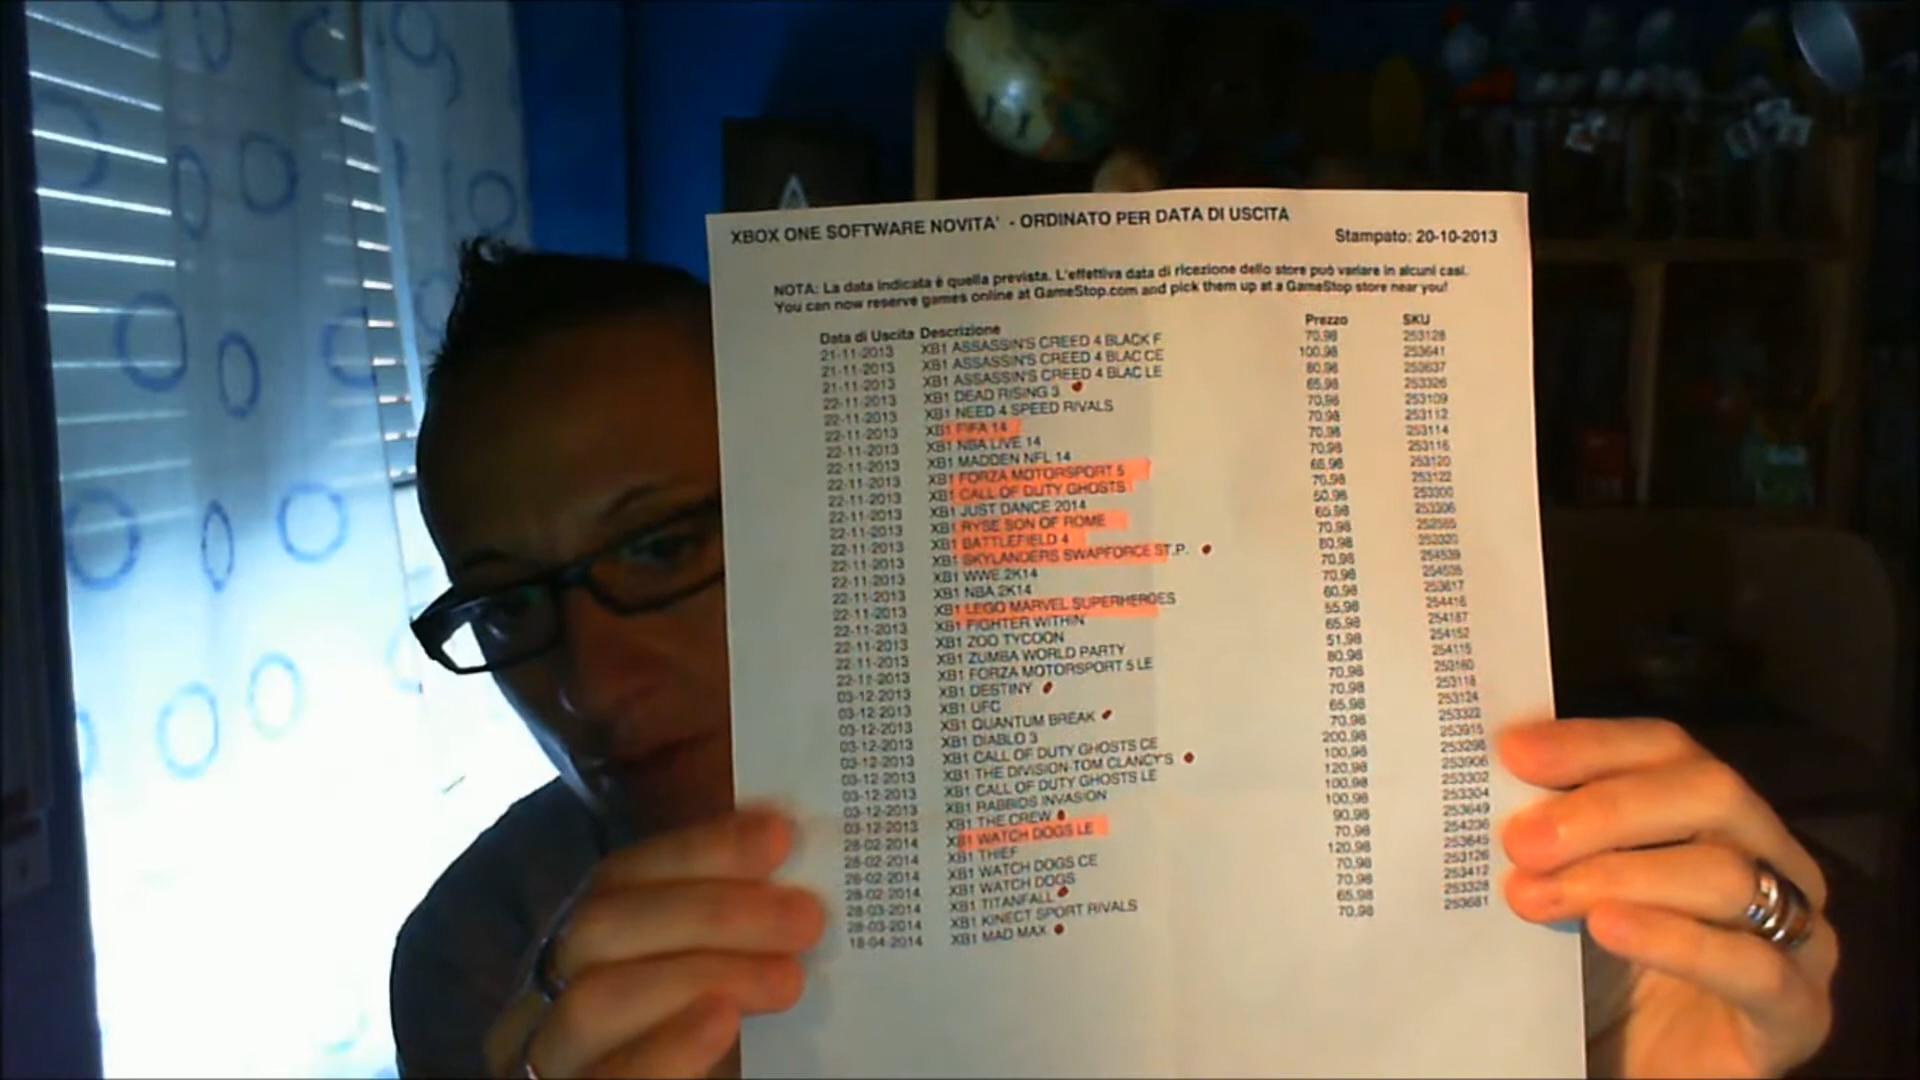 XBOX ONE SOFTWARE NOVITA' - ORDINATO PER DATA DI USCITA
Stampato: 20-10-2013
NOTA: La data indicata è quella prevista. L'effettiva data di ricezione dello store può variare in alcuni casi.
You can now reserve games online at GameStop.com and pick them up at a GameStop store near you!
Data di Uscita Descrizione Prezzo SKU
21-11-2013 XB1 ASSASSIN'S CREED 4 BLACK F 70.98 253128
21-11-2013 XB1 ASSASSIN'S CREED 4 BLAC CE 100.98 253641
21-11-2013 XB1 ASSASSIN'S CREED 4 BLAC LE 80.98 253637
22-11-2013 XB1 DEAD RISING 3 65.98 253326
22-11-2013 XB1 NEED 4 SPEED RIVALS 70.98 253109
22-11-2013 XB1 FIFA 14 70.98 253112
22-11-2013 XB1 NBA LIVE 14 70.98 253114
22-11-2013 XB1 MADDEN NFL 14 70.98 253116
22-11-2013 XB1 FORZA MOTORSPORT 5 65.98 253120
22-11-2013 XB1 CALL OF DUTY GHOSTS 70.98 253122
22-11-2013 XB1 JUST DANCE 2014 50.98 253300
22-11-2013 XB1 RYSE SON OF ROME 65.98 253306
22-11-2013 XB1 BATTLEFIELD 4 70.98
22-11-2013 XB1 SKYLANDERS SWAPFORCE ST.P. 80.98 253320
22-11-2013 XB1 WWE 2K14 70.98 254539
22-11-2013 XB1 NBA 2K14 70.98 254535
22-11-2013 XB1 LEGO MARVEL SUPERHEROES 60.98 253617
22-11-2013 XB1 FIGHTER WITHIN 55.98 254416
22-11-2013 XB1 ZOO TYCOON 65.98 254187
22-11-2013 XB1 ZUMBA WORLD PARTY 51.98 254152
22-11-2013 XB1 FORZA MOTORSPORT 5 LE 80.98 254115
03-12-2013 XB1 DESTINY 70.98 253160
03-12-2013 XB1 UFC 70.98 253118
03-12-2013 XB1 QUANTUM BREAK 65.98 253124
03-12-2013 XB1 DIABLO 3 70.98 253322
03-12-2013 XB1 CALL OF DUTY GHOSTS CE 200.98 253915
03-12-2013 XB1 THE DIVISION TOM CLANCY'S 100.98 253298
03-12-2013 XB1 CALL OF DUTY GHOSTS LE 120.98 253906
03-12-2013 XB1 RABBIDS INVASION 100.98 253302
03-12-2013 XB1 THE CREW 100.98 253304
28-02-2014 XB1 WATCH DOGS LE 90.98 253649
28-02-2014 XB1 THIEF 70.98 254236
28-02-2014 XB1 WATCH DOGS CE 120.98 253645
28-02-2014 XB1 WATCH DOGS 70.98 253126
28-03-2014 XB1 TITANFALL 70.98 253412
28-03-2014 XB1 KINECT SPORT RIVALS 65.98 253328
18-04-2014 XB1 MAD MAX 70.98 253681